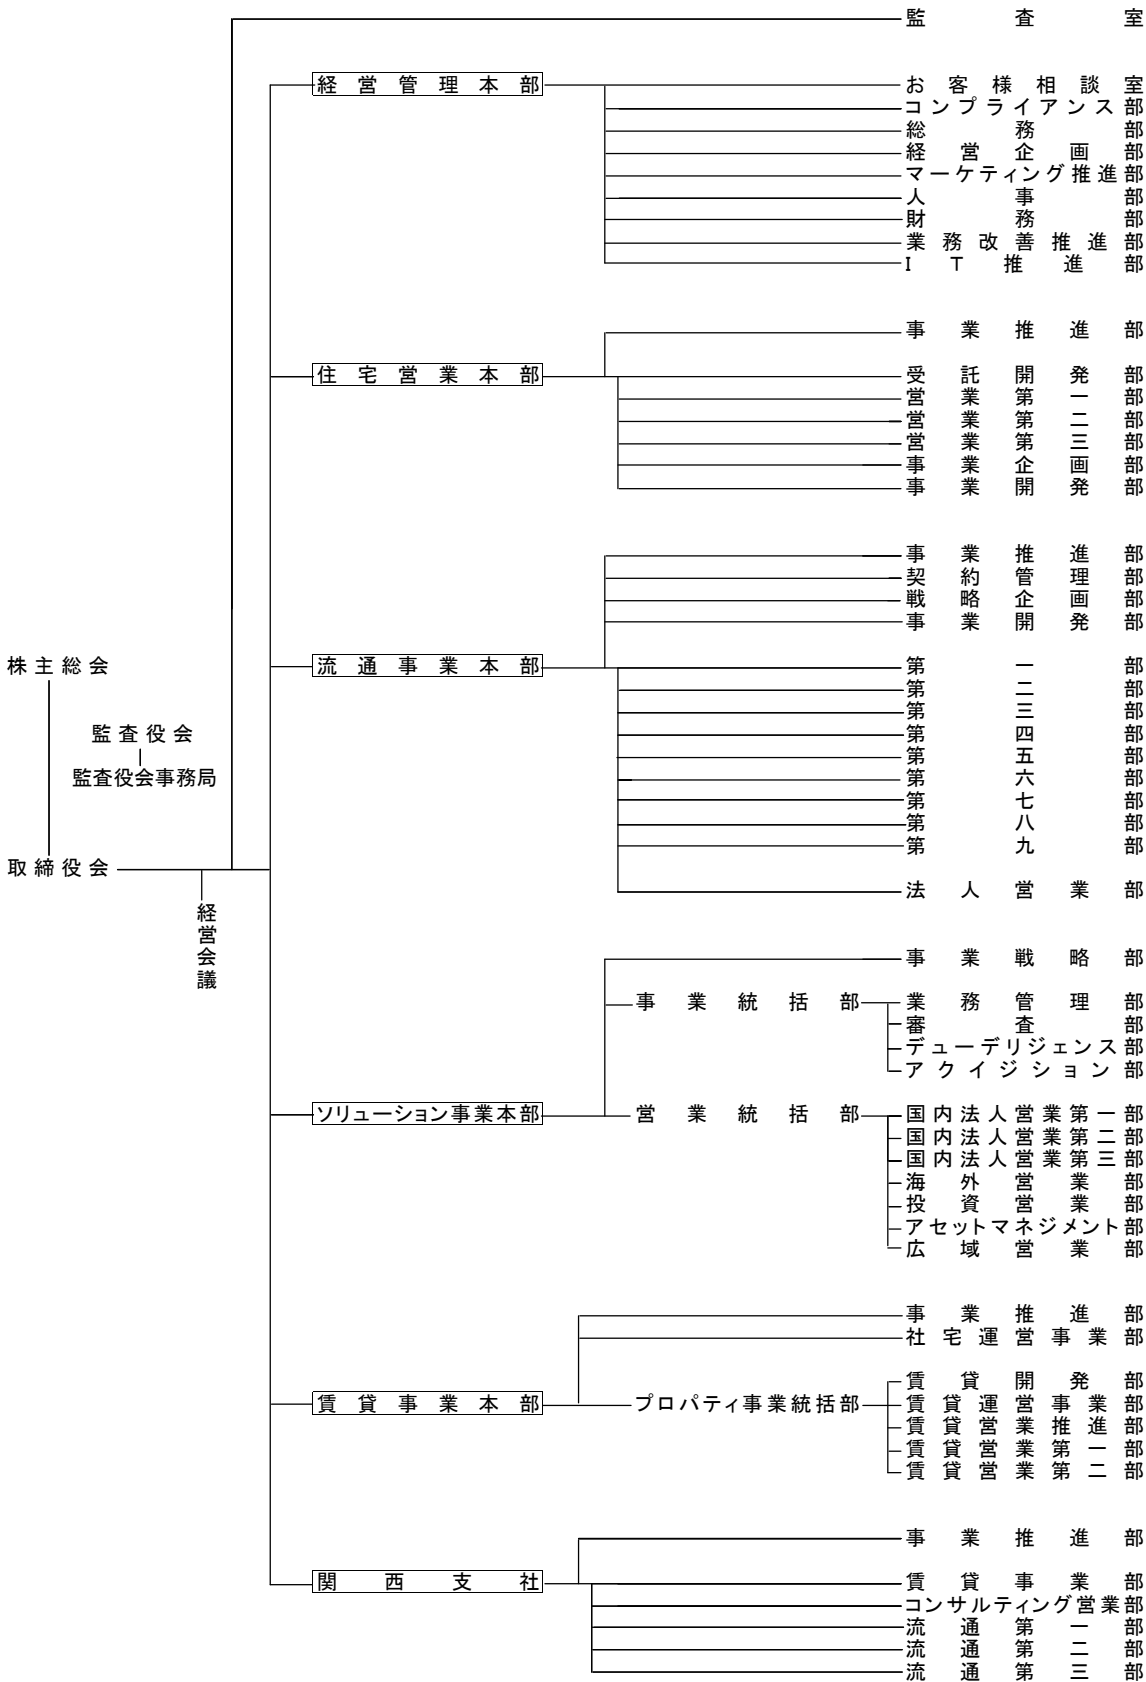 監査室
経営管理本部
お客様相談室
コンプライアンス部
総務部
経営企画部
マーケティング推進部
人事部
財務部
業務改善推進部
IT推進部
住宅営業本部
事業推進部
受託開発部
営業第一部
営業第二部
営業第三部
事業企画部
事業開発部
流通事業本部
事業推進部
契約管理部
戦略企画部
事業開発部
第一部
第二部
第三部
第四部
第五部
第六部
第七部
第八部
第九部
法人営業部
株主総会
監査役会
監査役会事務局
取締役会
経営会議
ソリューション事業本部
事業戦略部
事業統括部
業務管理部
審査部
デューデリジェンス部
アクイジション部
営業統括部
国内法人営業第一部
国内法人営業第二部
国内法人営業第三部
海外営業部
投資営業部
アセットマネジメント部
広域営業部
賃貸事業本部
事業推進部
社宅運営事業部
プロパティ事業統括部
賃貸開発部
賃貸運営事業部
賃貸営業推進部
賃貸営業第一部
賃貸営業第二部
関西支社
事業推進部
賃貸事業部
コンサルティング営業部
流通第一部
流通第二部
流通第三部